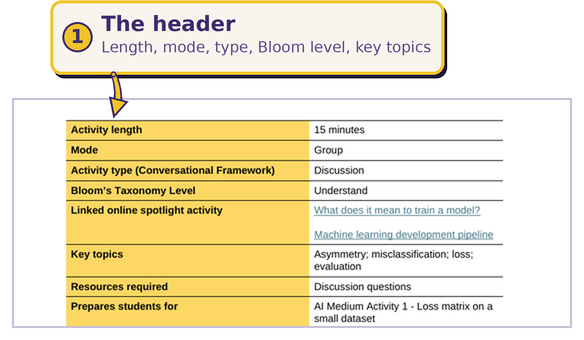 1
The header
Length, mode, type, Bloom level, key topics
Activity length 15 minutes
Mode Group
Activity type (Conversational Framework) Discussion
Bloom's Taxonomy Level Understand
Linked online spotlight activity What does it mean to train a model?
Machine learning development pipeline
Key topics Asymmetry; misclassification; loss;
evaluation
Resources required Discussion questions
Prepares students for AI Medium Activity 1 - Loss matrix on a
small dataset